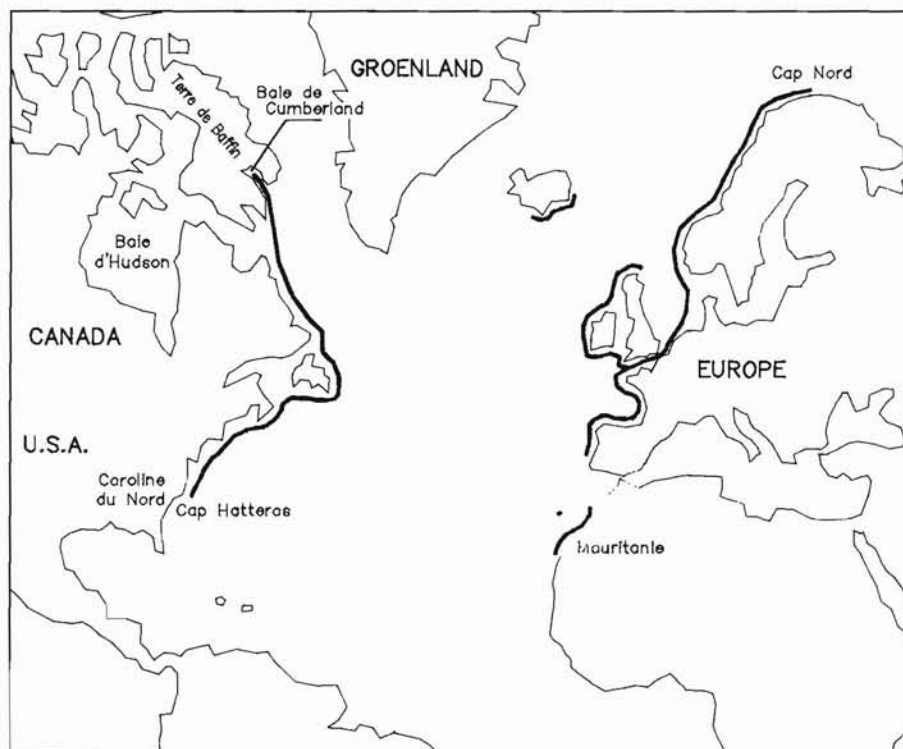 GROENLAND
Cap Nord
Terre de Baffin
Baie de
Cumberland
Baie
d'Hudson
CANADA
EUROPE
U.S.A.
Caroline
du Nord
Cap Hatteras
Mauritanie